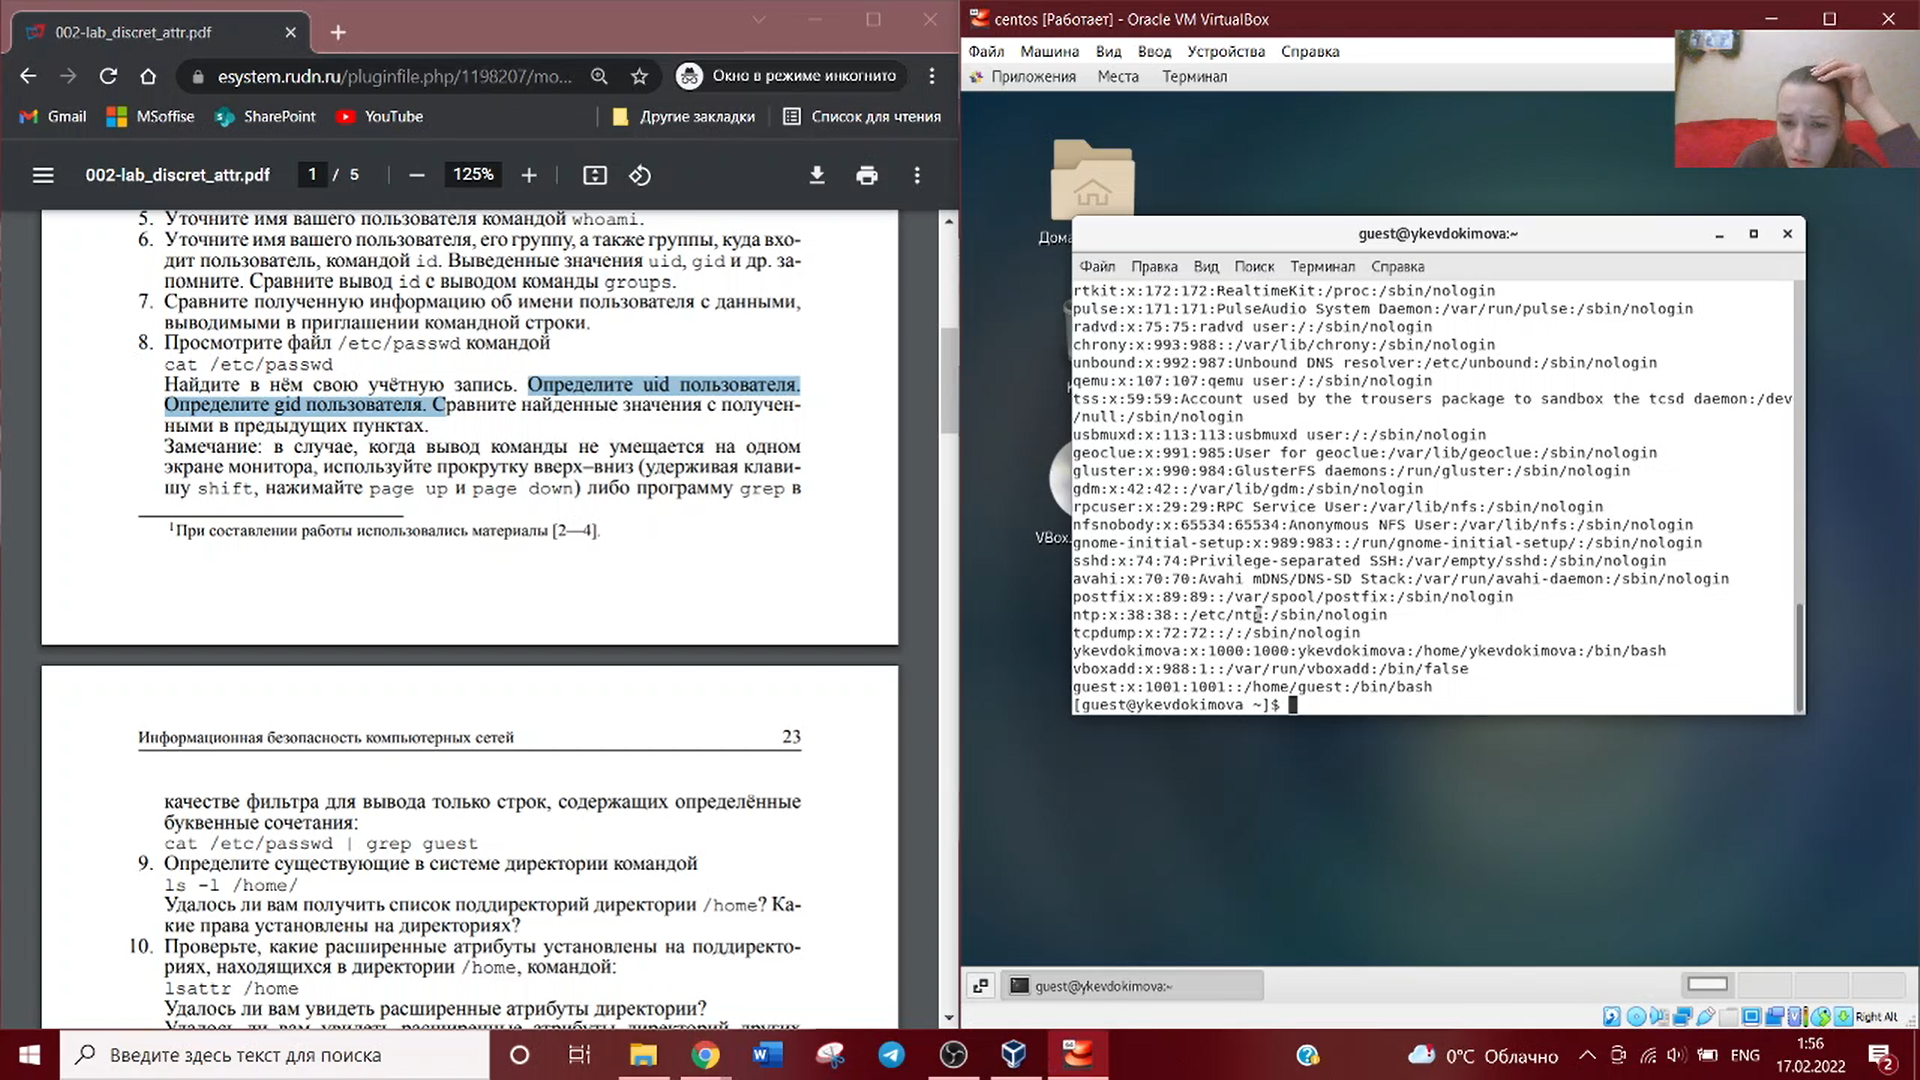 002-lab_discret_attr.pdf
esystem.rudn.ru/pluginfile.php/1198207/mo...
Окно в режиме инкогнито
Gmail
MSoffise
SharePoint
YouTube
Другие закладки
Список для чтения
002-lab_discret_attr.pdf
1 / 5
125%
5. Уточните имя вашего пользователя командой whoami.
6. Уточните имя вашего пользователя, его группу, а также группы, куда вхо-
дит пользователь, командой id. Выведенные значения uid, gid и др. за-
помните. Сравните вывод id с выводом команды groups.
7. Сравните полученную информацию об имени пользователя с данными,
выводимыми в приглашении командной строки.
8. Просмотрите файл /etc/passwd командой
cat /etc/passwd
Найдите в нём свою учётную запись. Определите uid пользователя.
Определите gid пользователя. Сравните найденные значения с получен-
ными в предыдущих пунктах.
Замечание: в случае, когда вывод команды не умещается на одном
экране монитора, используйте прокрутку вверх–вниз (удерживая клави-
шу shift, нажимайте page up и page down) либо программу grep в
1При составлении работы использовались материалы [2—4].
Информационная безопасность компьютерных сетей 23
качестве фильтра для вывода только строк, содержащих определённые
буквенные сочетания:
cat /etc/passwd | grep guest
9. Определите существующие в системе директории командой
ls -l /home/
Удалось ли вам получить список поддиректорий директории /home? Ка-
кие права установлены на директориях?
10. Проверьте, какие расширенные атрибуты установлены на поддиректо-
риях, находящихся в директории /home, командой:
lsattr /home
Удалось ли вам увидеть расширенные атрибуты директории?
Удалось ли вам увидеть расширенные атрибуты директорий других
centos [Работает] - Oracle VM VirtualBox
Файл Машина Вид Ввод Устройства Справка
Приложения Места Терминал
Дома
VBox.
guest@ykevdokimova:~
Файл Правка Вид Поиск Терминал Справка
rtkit:x:172:172:RealtimeKit:/proc:/sbin/nologin
pulse:x:171:171:PulseAudio System Daemon:/var/run/pulse:/sbin/nologin
radvd:x:75:75:radvd user:/:/sbin/nologin
chrony:x:993:988::/var/lib/chrony:/sbin/nologin
unbound:x:992:987:Unbound DNS resolver:/etc/unbound:/sbin/nologin
qemu:x:107:107:qemu user:/:/sbin/nologin
tss:x:59:59:Account used by the trousers package to sandbox the tcsd daemon:/dev
/null:/sbin/nologin
usbmuxd:x:113:113:usbmuxd user:/:/sbin/nologin
geoclue:x:991:985:User for geoclue:/var/lib/geoclue:/sbin/nologin
gluster:x:990:984:GlusterFS daemons:/run/gluster:/sbin/nologin
gdm:x:42:42::/var/lib/gdm:/sbin/nologin
rpcuser:x:29:29:RPC Service User:/var/lib/nfs:/sbin/nologin
nfsnobody:x:65534:65534:Anonymous NFS User:/var/lib/nfs:/sbin/nologin
gnome-initial-setup:x:989:983::/run/gnome-initial-setup/:/sbin/nologin
sshd:x:74:74:Privilege-separated SSH:/var/empty/sshd:/sbin/nologin
avahi:x:70:70:Avahi mDNS/DNS-SD Stack:/var/run/avahi-daemon:/sbin/nologin
postfix:x:89:89::/var/spool/postfix:/sbin/nologin
ntp:x:38:38::/etc/ntp:/sbin/nologin
tcpdump:x:72:72::/:/sbin/nologin
ykevdokimova:x:1000:1000:ykevdokimova:/home/ykevdokimova:/bin/bash
vboxadd:x:988:1::/var/run/vboxadd:/bin/false
guest:x:1001:1001::/home/guest:/bin/bash
[guest@ykevdokimova ~]$
guest@ykevdokimova:~
Right Alt
Введите здесь текст для поиска
0°C Облачно
ENG
1:56
17.02.2022
2